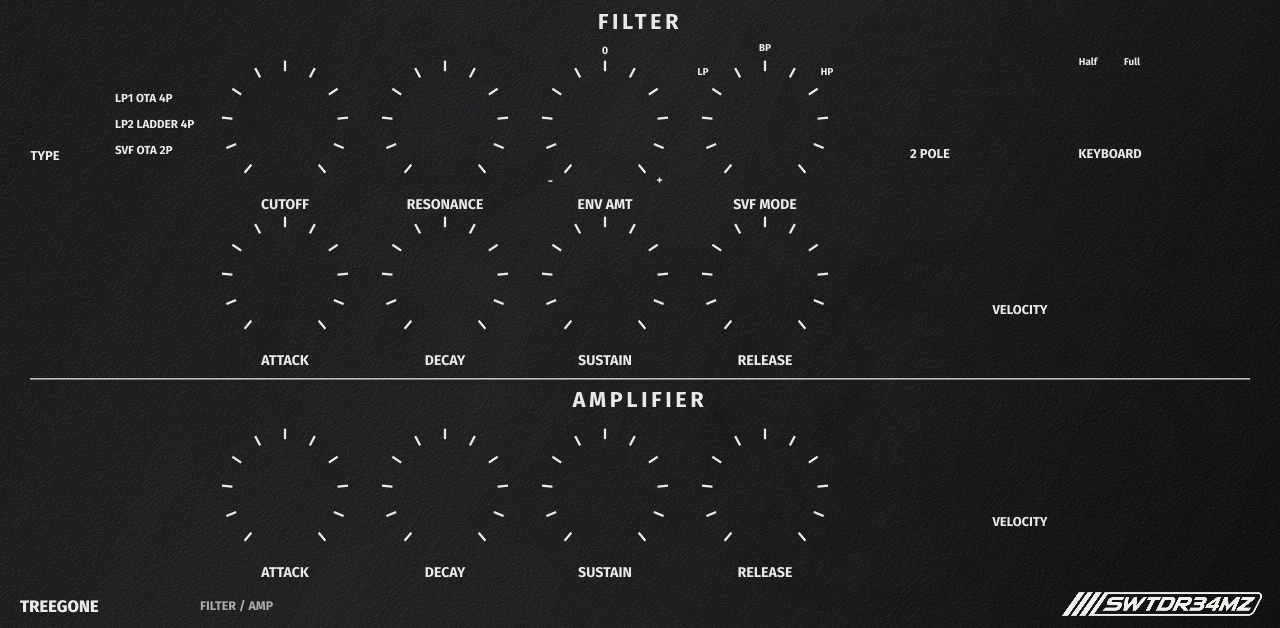 FILTER
0
BP
LP
HP
Half Full
LP1 OTA 4P
LP2 LADDER 4P
SVF OTA 2P
TYPE
2 POLE
KEYBOARD
- +
CUTOFF RESONANCE ENV AMT SVF MODE
VELOCITY
ATTACK DECAY SUSTAIN RELEASE
AMPLIFIER
VELOCITY
ATTACK DECAY SUSTAIN RELEASE
TREEGONE
FILTER / AMP
SWTDR34MZ